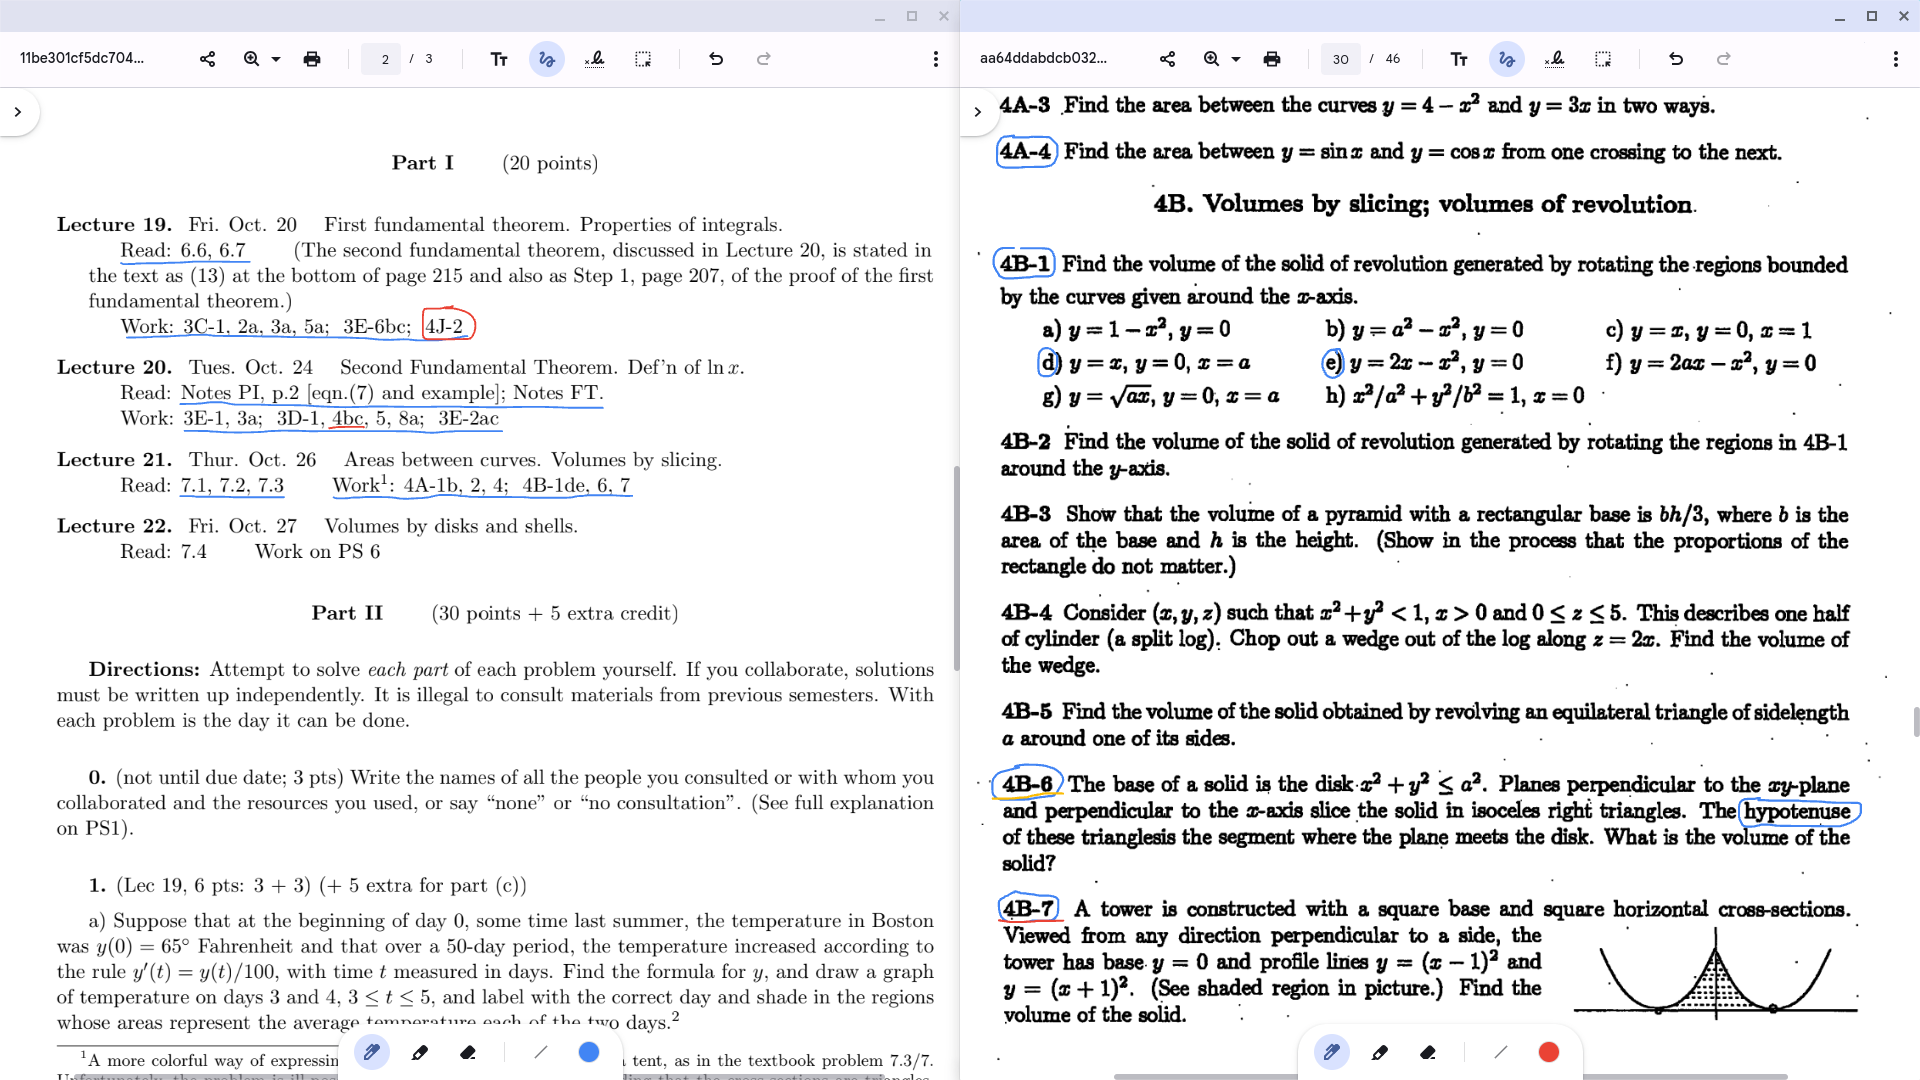 11be301cf5dc704...
2 / 3
Part I (20 points)
Lecture 19. Fri. Oct. 20 First fundamental theorem. Properties of integrals.
Read: 6.6, 6.7 (The second fundamental theorem, discussed in Lecture 20, is stated in
the text as (13) at the bottom of page 215 and also as Step 1, page 207, of the proof of the first
fundamental theorem.)
Work: 3C-1, 2a, 3a, 5a; 3E-6bc; 4J-2
Lecture 20. Tues. Oct. 24 Second Fundamental Theorem. Def'n of ln x.
Read: Notes PI, p.2 [eqn.(7) and example]; Notes FT.
Work: 3E-1, 3a; 3D-1, 4bc, 5, 8a; 3E-2ac
Lecture 21. Thur. Oct. 26 Areas between curves. Volumes by slicing.
Read: 7.1, 7.2, 7.3 Work¹: 4A-1b, 2, 4; 4B-1de, 6, 7
Lecture 22. Fri. Oct. 27 Volumes by disks and shells.
Read: 7.4 Work on PS 6
Part II (30 points + 5 extra credit)
Directions: Attempt to solve each part of each problem yourself. If you collaborate, solutions
must be written up independently. It is illegal to consult materials from previous semesters. With
each problem is the day it can be done.
0. (not until due date; 3 pts) Write the names of all the people you consulted or with whom you
collaborated and the resources you used, or say “none” or “no consultation”. (See full explanation
on PS1).
1. (Lec 19, 6 pts: 3 + 3) (+ 5 extra for part (c))
a) Suppose that at the beginning of day 0, some time last summer, the temperature in Boston
was y(0) = 65° Fahrenheit and that over a 50-day period, the temperature increased according to
the rule y′(t) = y(t)/100, with time t measured in days. Find the formula for y, and draw a graph
of temperature on days 3 and 4, 3 ≤ t ≤ 5, and label with the correct day and shade in the regions
whose areas represent the average temperature each of the two days.²
¹A more colorful way of expressin a tent, as in the textbook problem 7.3/7.
aa64ddabdcb032...
30 / 46
4A-3 Find the area between the curves y = 4 − x² and y = 3x in two ways.
4A-4 Find the area between y = sin x and y = cos x from one crossing to the next.
4B. Volumes by slicing; volumes of revolution.
4B-1 Find the volume of the solid of revolution generated by rotating the regions bounded
by the curves given around the x-axis.
a) y = 1 − x², y = 0 b) y = a² − x², y = 0 c) y = x, y = 0, x = 1
d) y = x, y = 0, x = a e) y = 2x − x², y = 0 f) y = 2ax − x², y = 0
g) y = √ax, y = 0, x = a h) x²/a² + y²/b² = 1, x = 0
4B-2 Find the volume of the solid of revolution generated by rotating the regions in 4B-1
around the y-axis.
4B-3 Show that the volume of a pyramid with a rectangular base is bh/3, where b is the
area of the base and h is the height. (Show in the process that the proportions of the
rectangle do not matter.)
4B-4 Consider (x, y, z) such that x² + y² < 1, x > 0 and 0 ≤ z ≤ 5. This describes one half
of cylinder (a split log). Chop out a wedge out of the log along z = 2x. Find the volume of
the wedge.
4B-5 Find the volume of the solid obtained by revolving an equilateral triangle of sidelength
a around one of its sides.
4B-6 The base of a solid is the disk x² + y² ≤ a². Planes perpendicular to the xy-plane
and perpendicular to the x-axis slice the solid in isoceles right triangles. The hypotenuse
of these trianglesis the segment where the plane meets the disk. What is the volume of the
solid?
4B-7 A tower is constructed with a square base and square horizontal cross-sections.
Viewed from any direction perpendicular to a side, the
tower has base y = 0 and profile lines y = (x − 1)² and
y = (x + 1)². (See shaded region in picture.) Find the
volume of the solid.